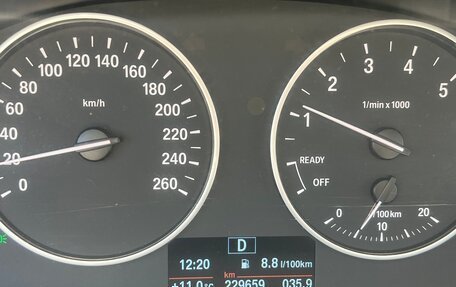 100 120 140
80 160
60 180
40 200
20 220
0 240
260
km/h
3 4
2 5
1
1/min x 1000
READY
OFF
0 l/100km 20
10
D
12:20 8.8 l/100km
+11.0°C km 229659 035.9